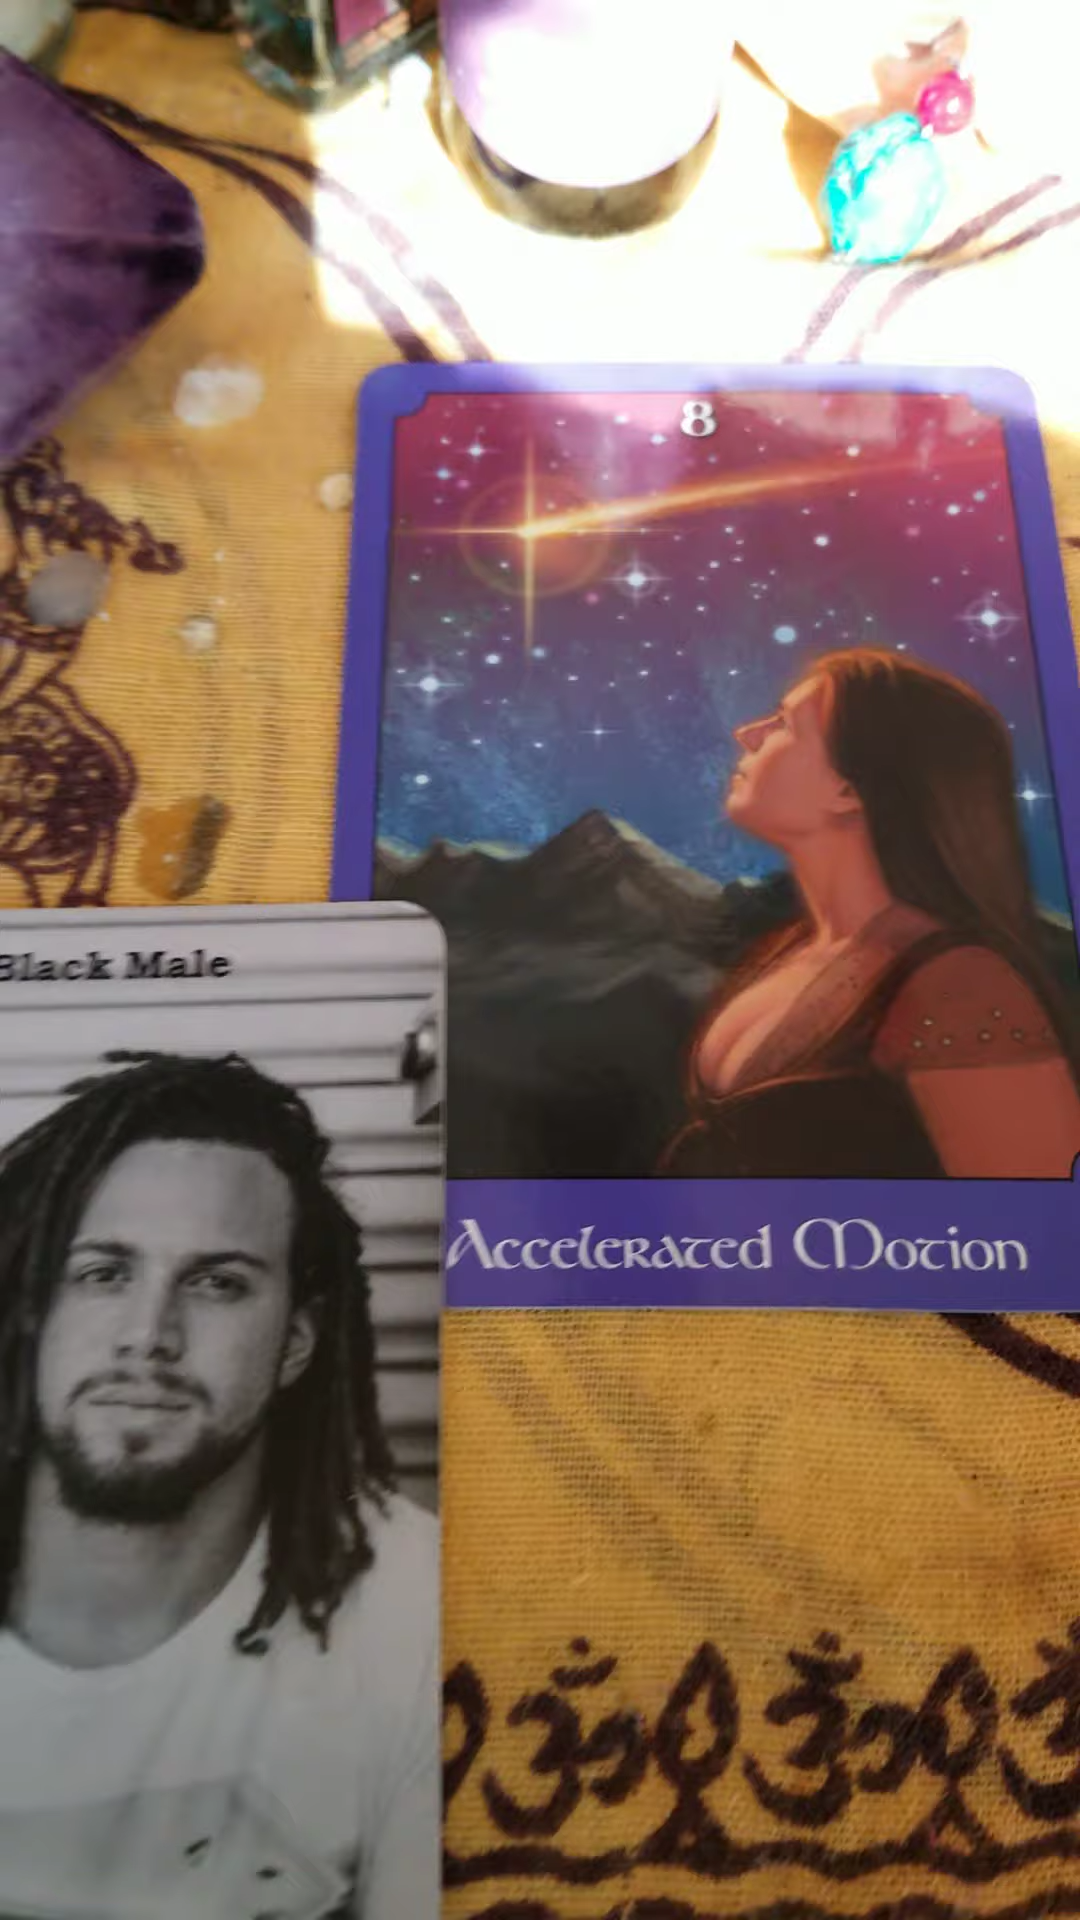 8
Black Male
Accelerated Motion
ॐ ॐ ॐ